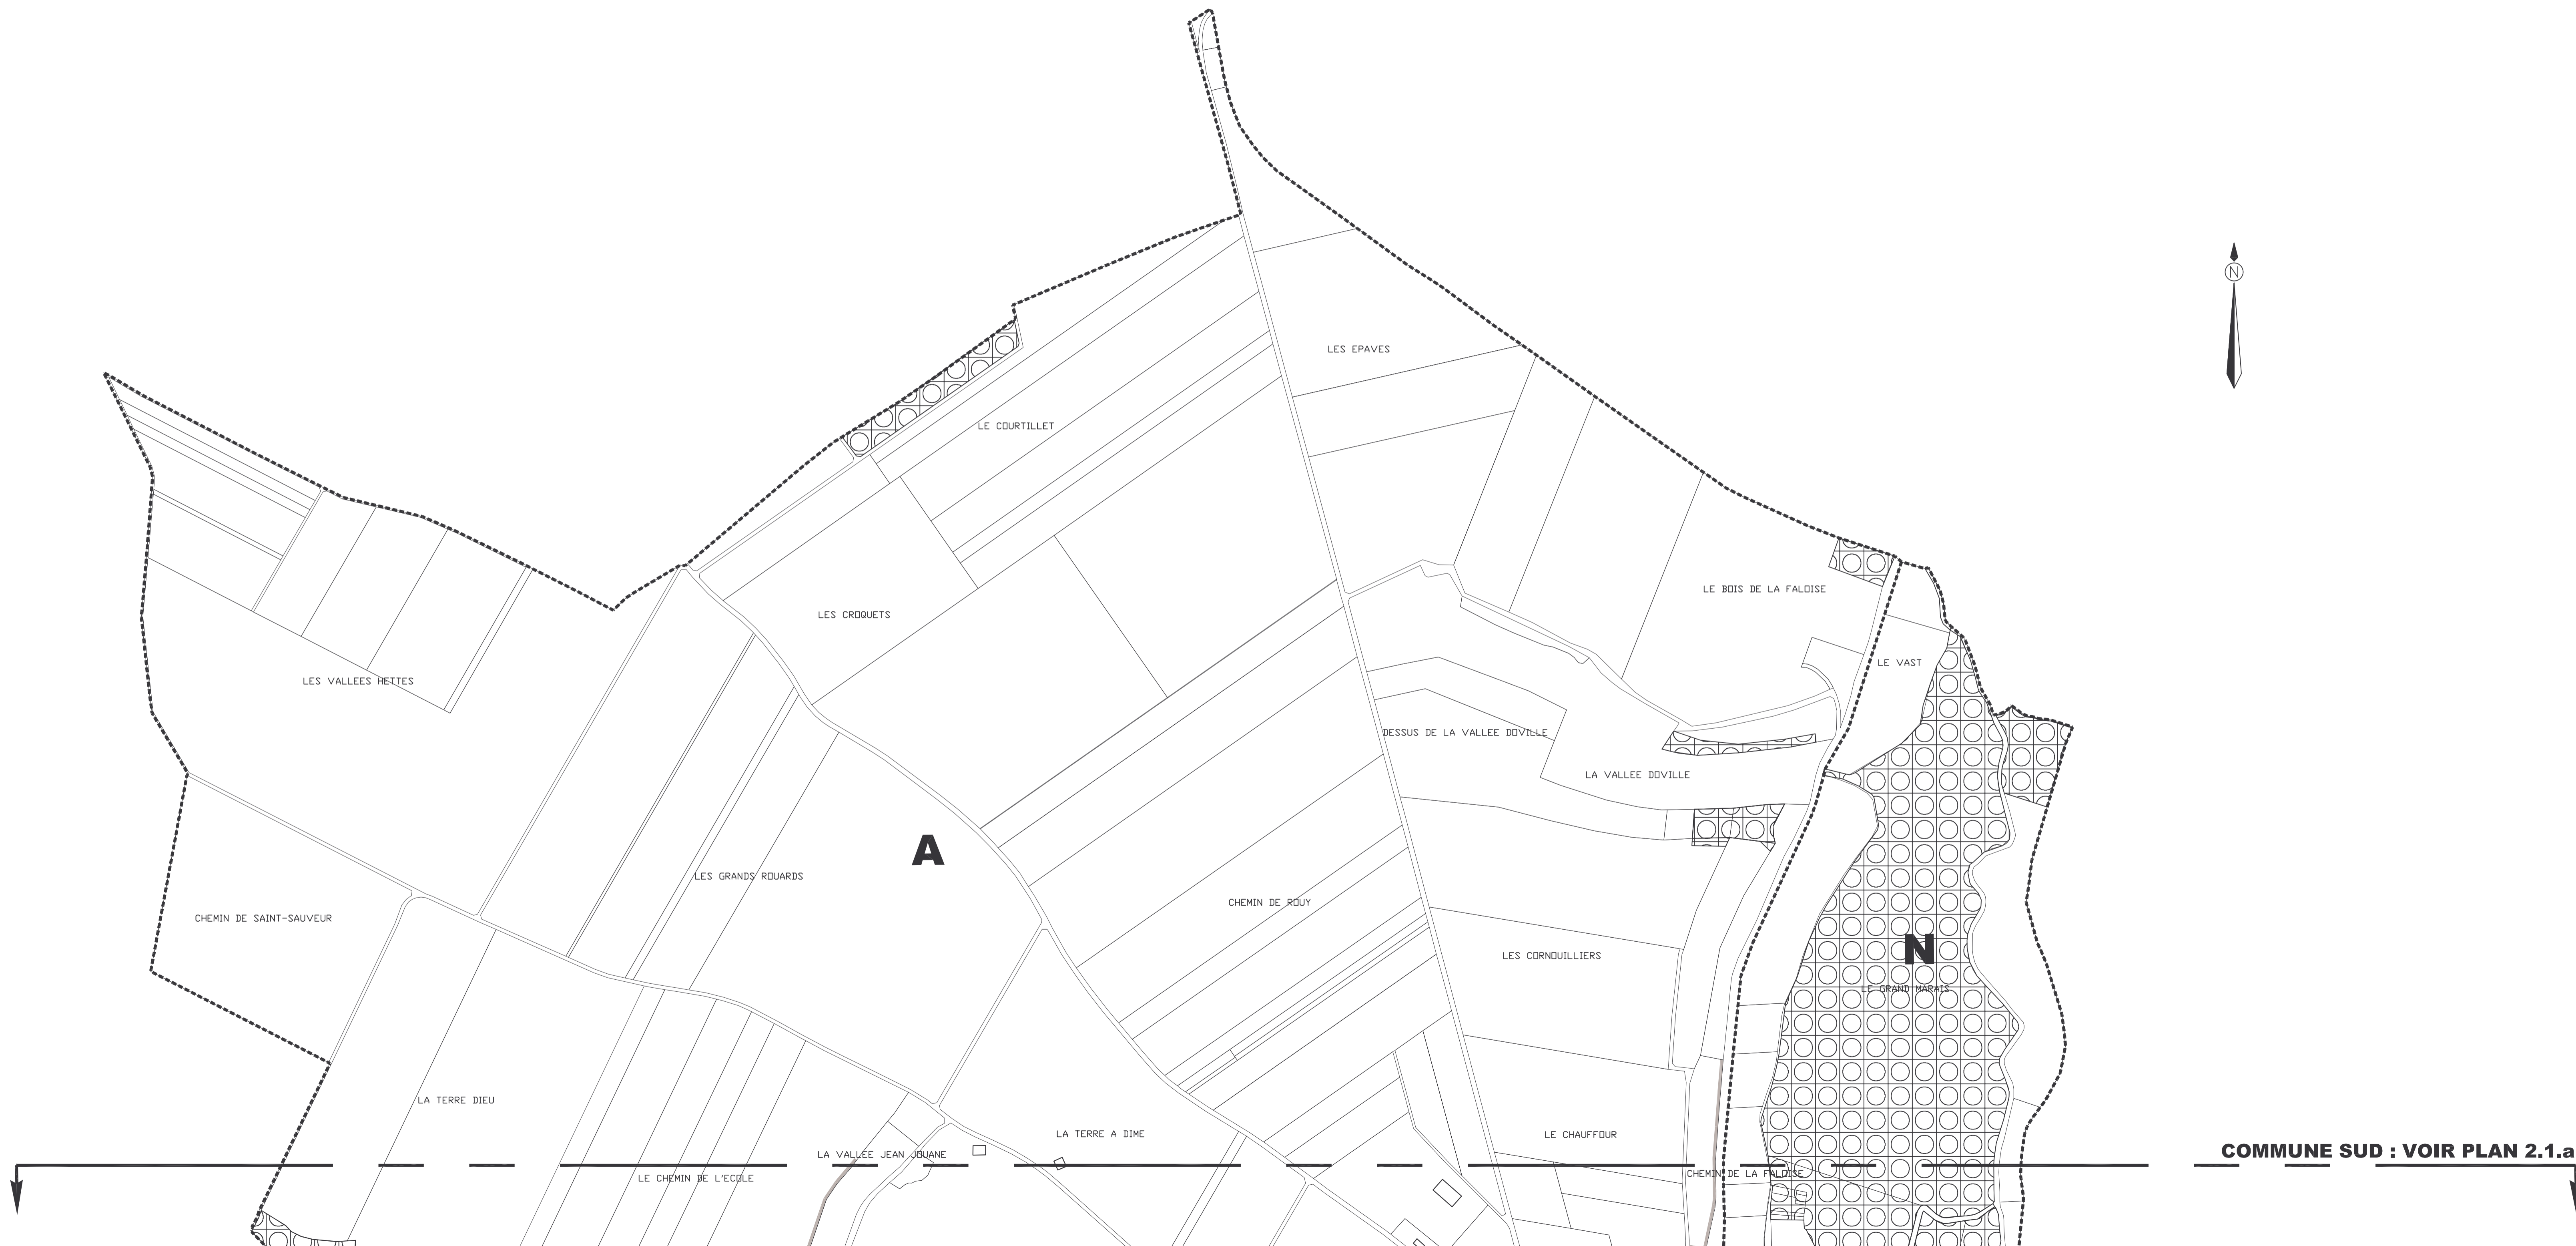 N
LES EPAVES
LE COURTILLET
LE BOIS DE LA FALOISE
LES CROQUETS
LE VAST
LES VALLEES HETTES
DESSUS DE LA VALLEE DOVILLE
LA VALLEE DOVILLE
A
LES GRANDS ROUARDS
CHEMIN DE ROUY
CHEMIN DE SAINT-SAUVEUR
N
LES CORNOUILLIERS
LE GRAND MARAIS
LA TERRE DIEU
LA TERRE A DIME
LE CHAUFFOUR
COMMUNE SUD : VOIR PLAN 2.1.a
LA VALLEE JEAN JOUANE
CHEMIN DE LA FALOISE
LE CHEMIN DE L'ECOLE